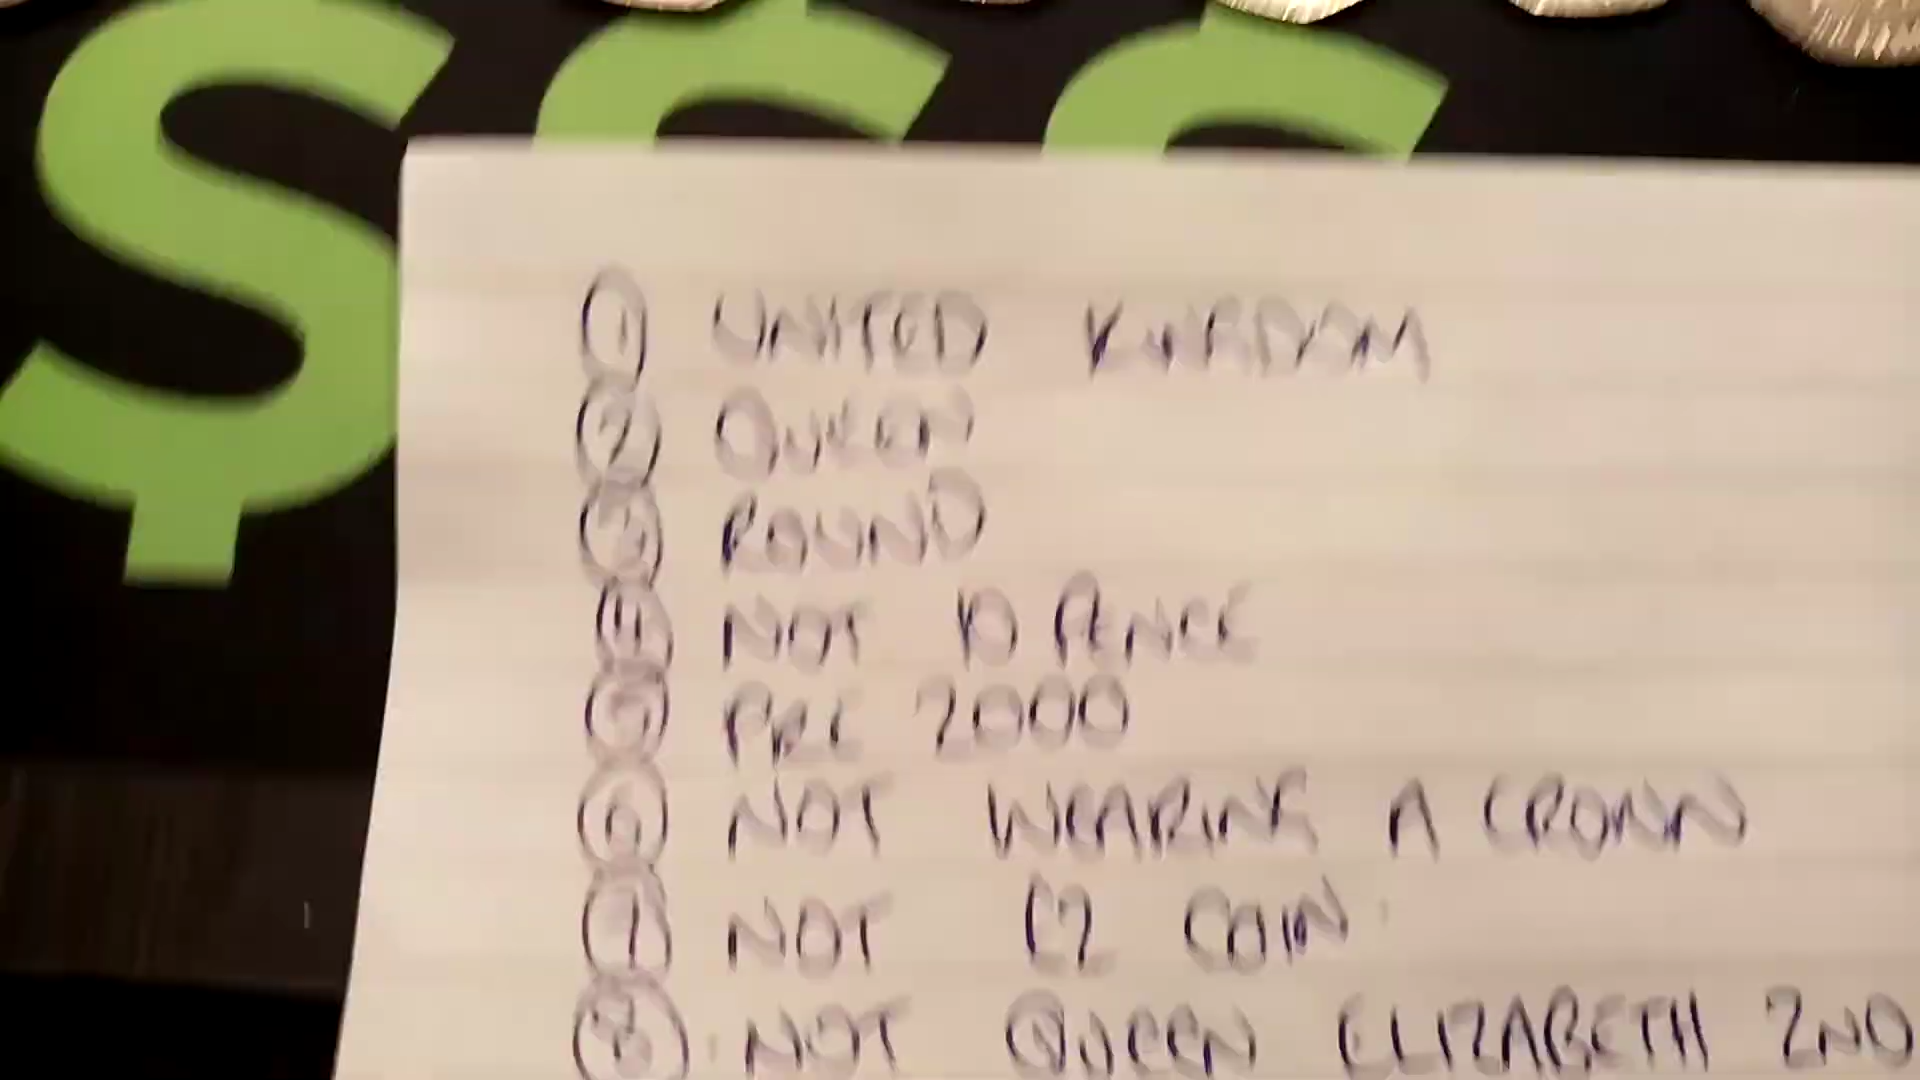 $ $ $
① UNITED KINGDOM
② QUEEN
③ ROUND
④ NOT 10 PENCE
⑤ PRE 2000
⑥ NOT WEARING A CROWN
⑦ NOT £2 COIN
⑧ NOT QUEEN ELIZABETH 2ND